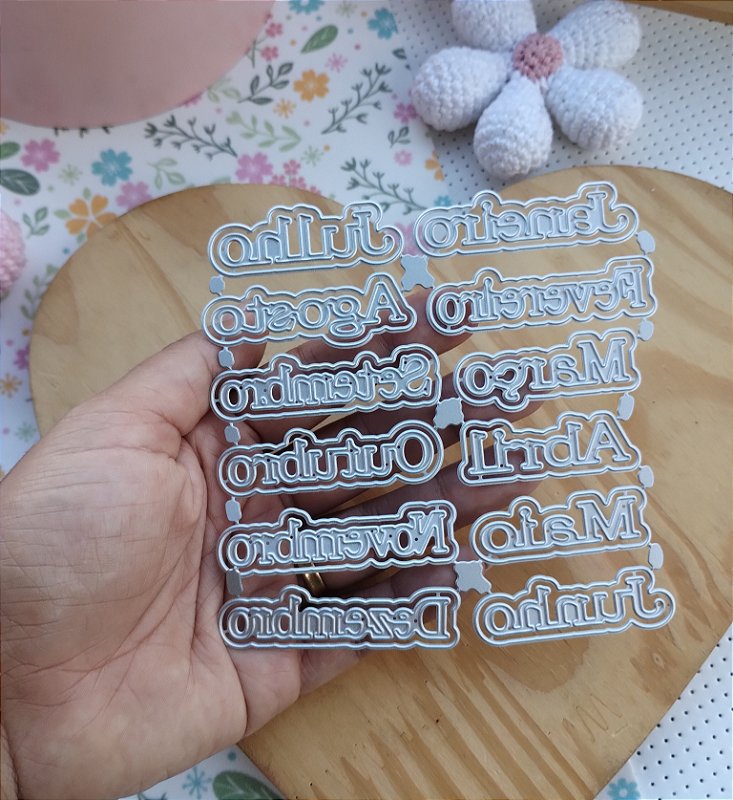 Janeiro
Fevereiro
Março
Abril
Maio
Junho
Julho
Agosto
Setembro
Outubro
Novembro
Dezembro